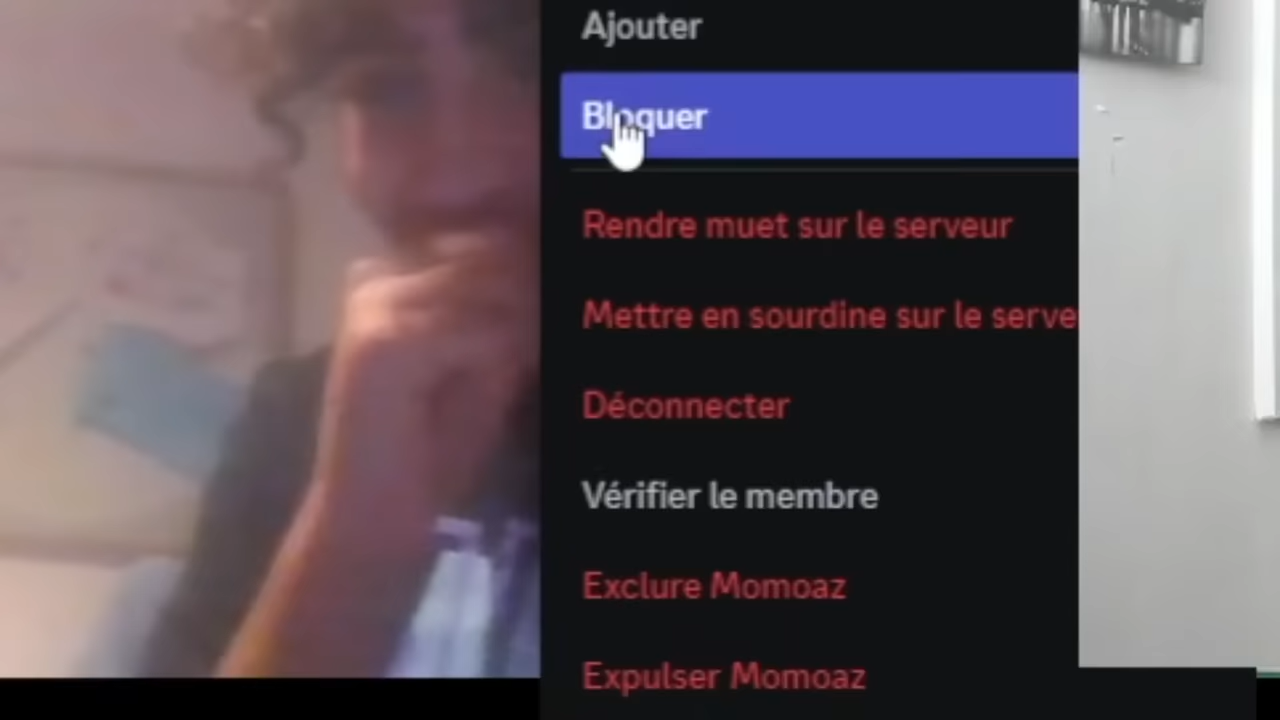 Ajouter
Bloquer
Rendre muet sur le serveur
Mettre en sourdine sur le serve
Déconnecter
Vérifier le membre
Exclure Momoaz
Expulser Momoaz